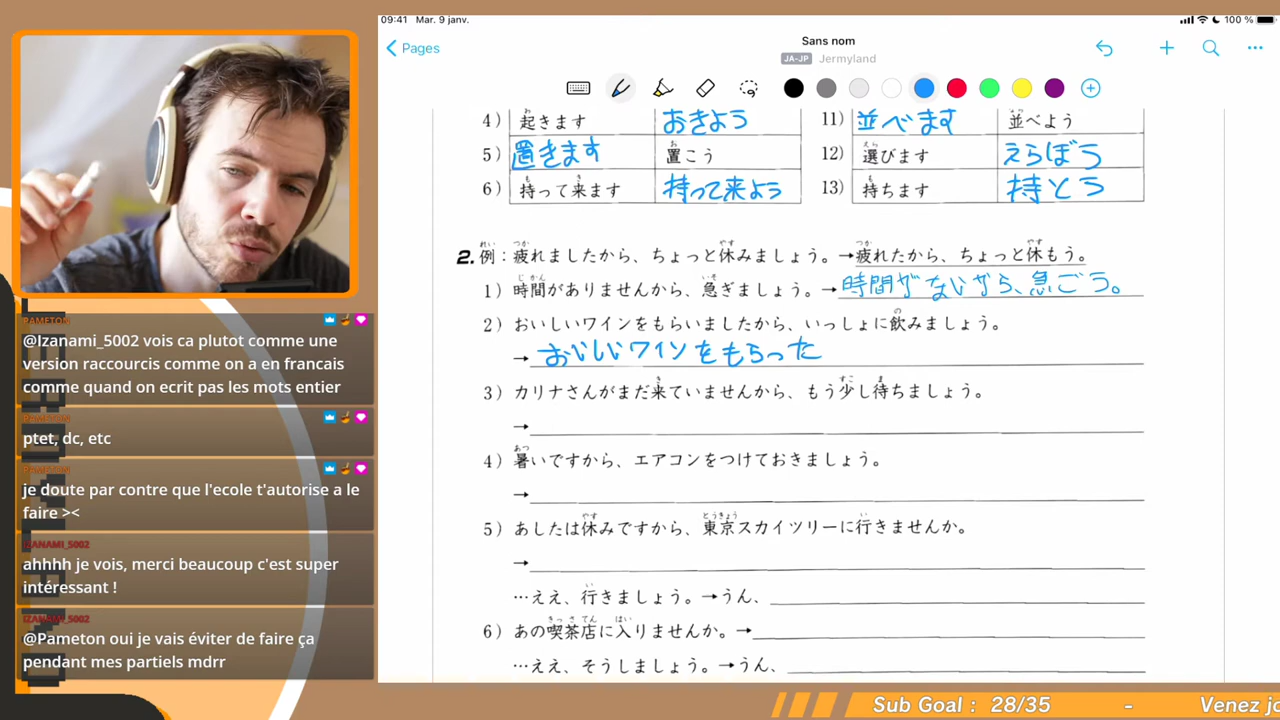 09:41 Mar. 9 janv.
100 %
Pages
Sans nom
JA-JP Jermyland
4) 起きます おきよう 11) 並べます 並べよう
5) 置きます 置こう 12) 選びます えらぼう
6) 持って来ます 持って来よう 13) 持ちます 持とう
2. 例：疲れましたから、ちょっと休みましょう。→疲れたから、ちょっと休もう。
1) 時間がありませんから、急ぎましょう。→時間がないがら、急ごう。
2) おいしいワインをもらいましたから、いっしょに飲みましょう。
→ おいしいワインをもらった
3) カリナさんがまだ来ていませんから、もう少し待ちましょう。
→
4) 暑いですから、エアコンをつけておきましょう。
→
5) あしたは休みですから、東京スカイツリーに行きませんか。
→
…ええ、行きましょう。→うん、
6) あの喫茶店に入りませんか。→
…ええ、そうしましょう。→うん、
PAMETON
@Izanami_5002 vois ca plutot comme une
version raccourcis comme on a en francais
comme quand on ecrit pas les mots entier
PAMETON
ptet, dc, etc
PAMETON
je doute par contre que l'ecole t'autorise a le
faire ><
IZANAMI_5002
ahhhh je vois, merci beaucoup c'est super
intéressant !
IZANAMI_5002
@Pameton oui je vais éviter de faire ça
pendant mes partiels mdrr
Sub Goal : 28/35 - Venez jo